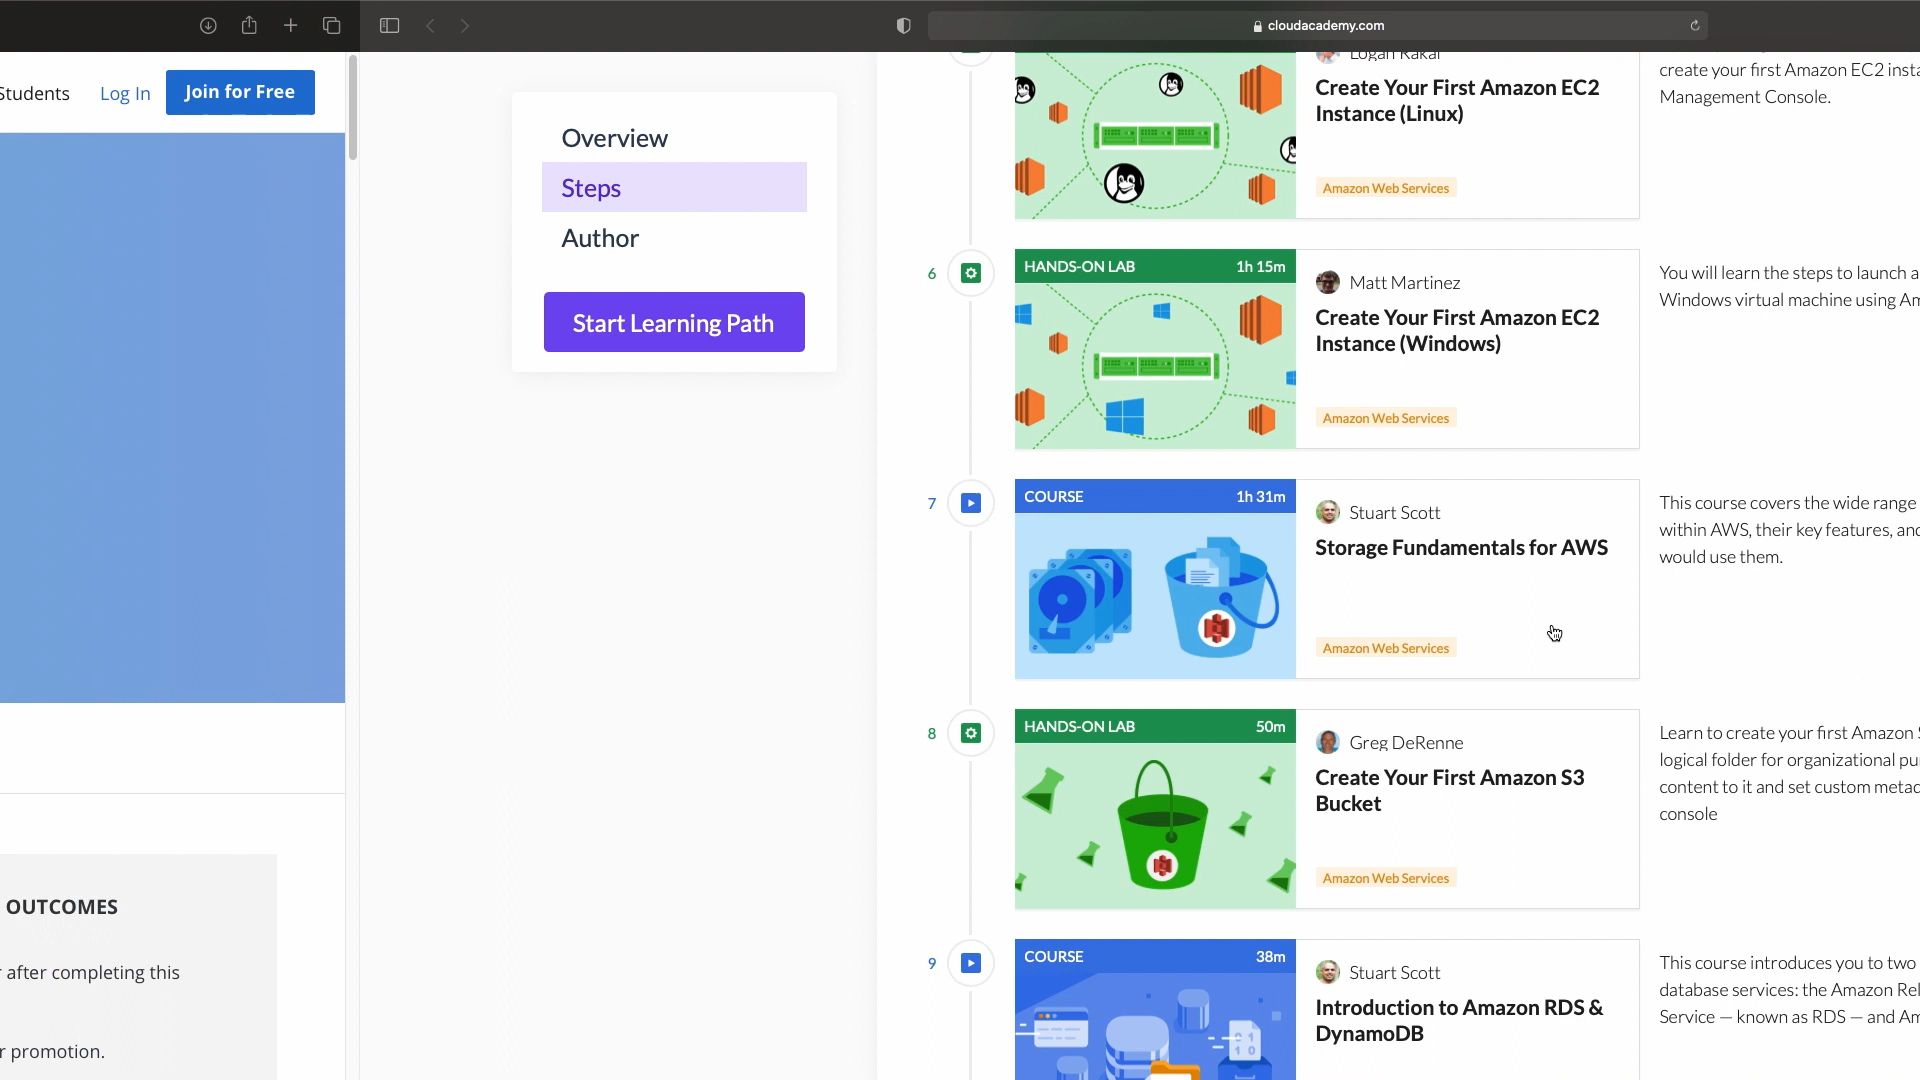 cloudacademy.com
Students
Log In
Join for Free
OUTCOMES
after completing this
r promotion.
Overview
Steps
Author
Start Learning Path
Logan Rakai
Create Your First Amazon EC2
Instance (Linux)
Amazon Web Services
create your first Amazon EC2
Management Console.
6
HANDS-ON LAB
1h 15m
Matt Martinez
Create Your First Amazon EC2
Instance (Windows)
Amazon Web Services
You will learn the steps to launch a
Windows virtual machine using
7
COURSE
1h 31m
Stuart Scott
Storage Fundamentals for AWS
Amazon Web Services
This course covers the wide range
within AWS, their key features,
would use them.
8
HANDS-ON LAB
50m
Greg DeRenne
Create Your First Amazon S3
Bucket
Amazon Web Services
Learn to create your first Amazon
logical folder for organizational
content to it and set custom
console
9
COURSE
38m
Stuart Scott
Introduction to Amazon RDS &
DynamoDB
This course introduces you to two
database services: the Amazon
Service — known as RDS — and